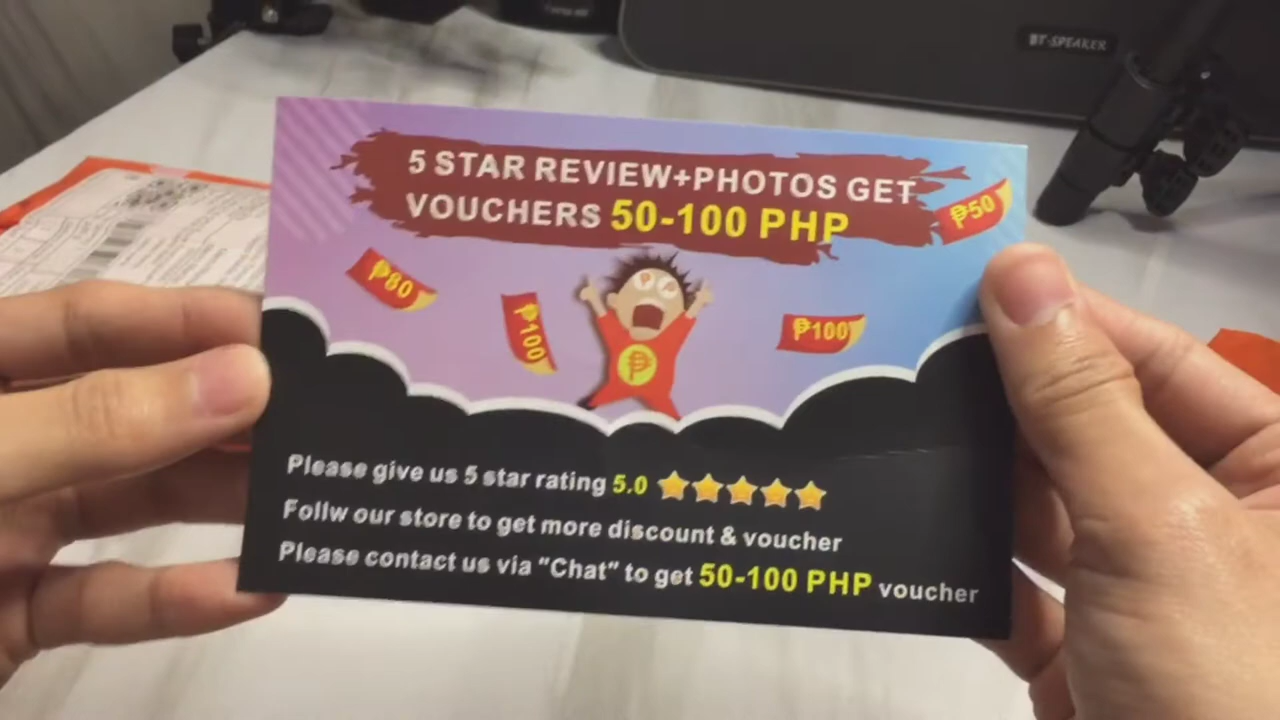 BT-SPEAKER
5 STAR REVIEW+PHOTOS GET
VOUCHERS 50-100 PHP
₱50
₱80
₱100
₱100
₱
Please give us 5 star rating 5.0
Follw our store to get more discount & voucher
Please contact us via "Chat" to get 50-100 PHP voucher